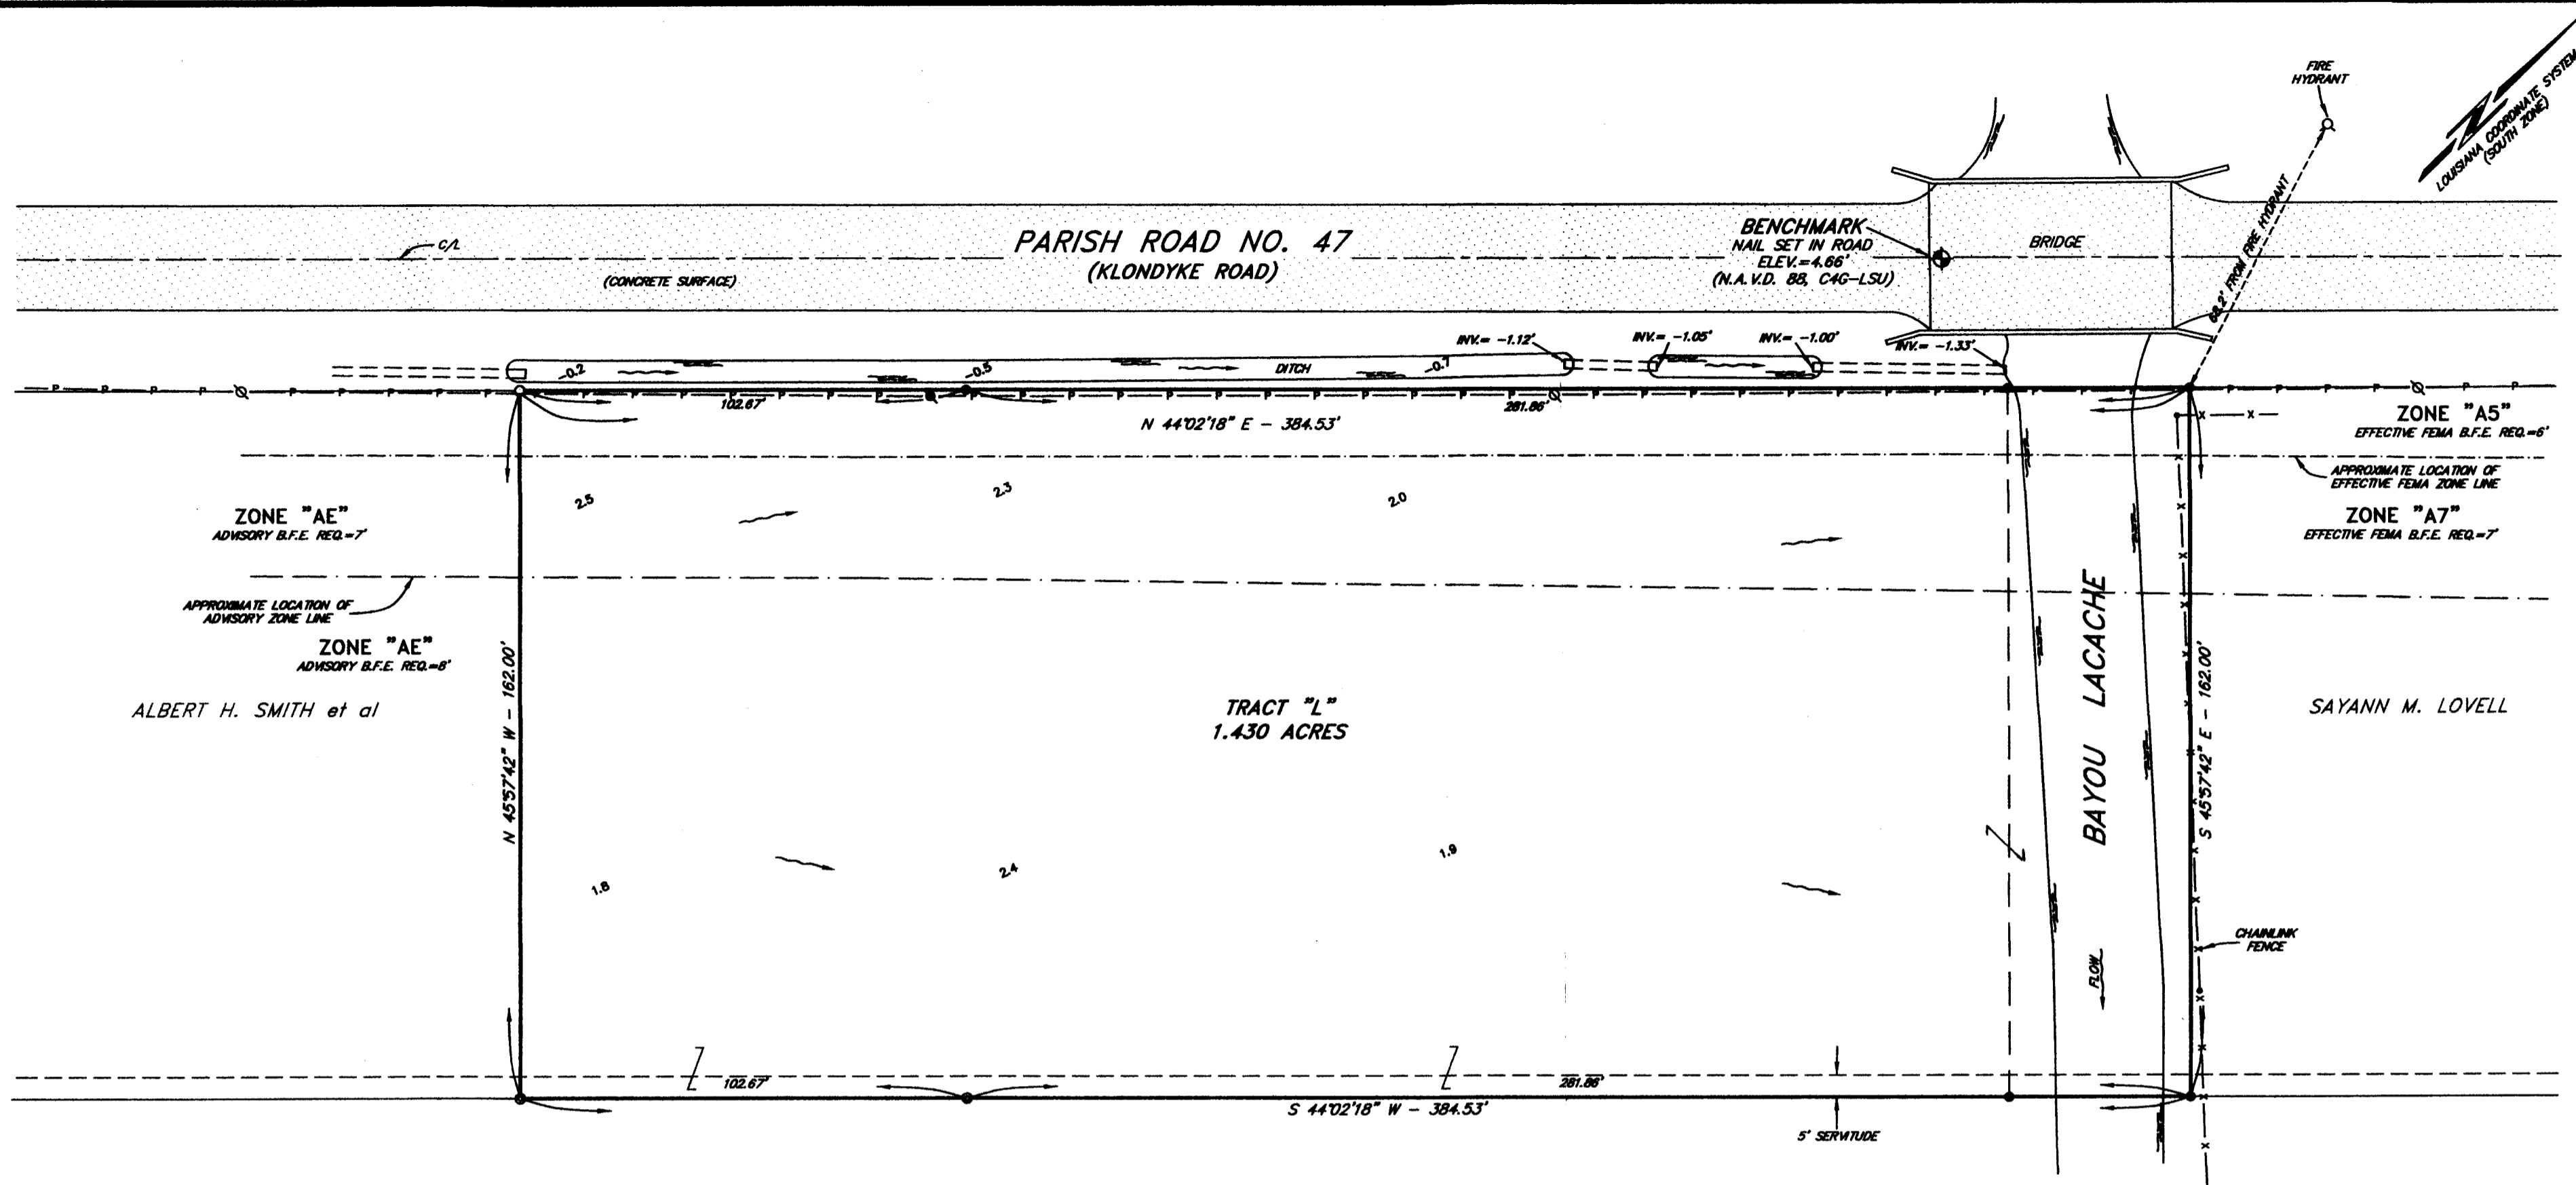 FIRE
HYDRANT
LOUISIANA COORDINATE SYSTEM
(SOUTH ZONE)
68.2' FROM FIRE HYDRANT
C/L
(CONCRETE SURFACE)
PARISH ROAD NO. 47
(KLONDYKE ROAD)
BENCHMARK
NAIL SET IN ROAD
ELEV.=4.66'
(N.A.V.D. 88, C4G-LSU)
BRIDGE
INV.= -1.12'
INV.= -1.05'
INV.= -1.00'
INV.= -1.33'
-0.2
-0.5
DITCH
-0.7
102.67'
281.86'
N 44°02'18" E - 384.53'
ZONE "A5"
EFFECTIVE FEMA B.F.E. REQ.=6'
APPROXIMATE LOCATION OF
EFFECTIVE FEMA ZONE LINE
ZONE "A7"
EFFECTIVE FEMA B.F.E. REQ.=7'
2.5
2.3
2.0
ZONE "AE"
ADVISORY B.F.E. REQ.=7'
APPROXIMATE LOCATION OF
ADVISORY ZONE LINE
ZONE "AE"
ADVISORY B.F.E. REQ.=8'
ALBERT H. SMITH et al
N 45°57'42" W - 162.00'
TRACT "L"
1.430 ACRES
BAYOU LACACHE
FLOW
S 45°57'42" E - 162.00'
SAYANN M. LOVELL
1.8
2.4
1.9
CHAINLINK
FENCE
102.67'
281.86'
S 44°02'18" W - 384.53'
5' SERVITUDE